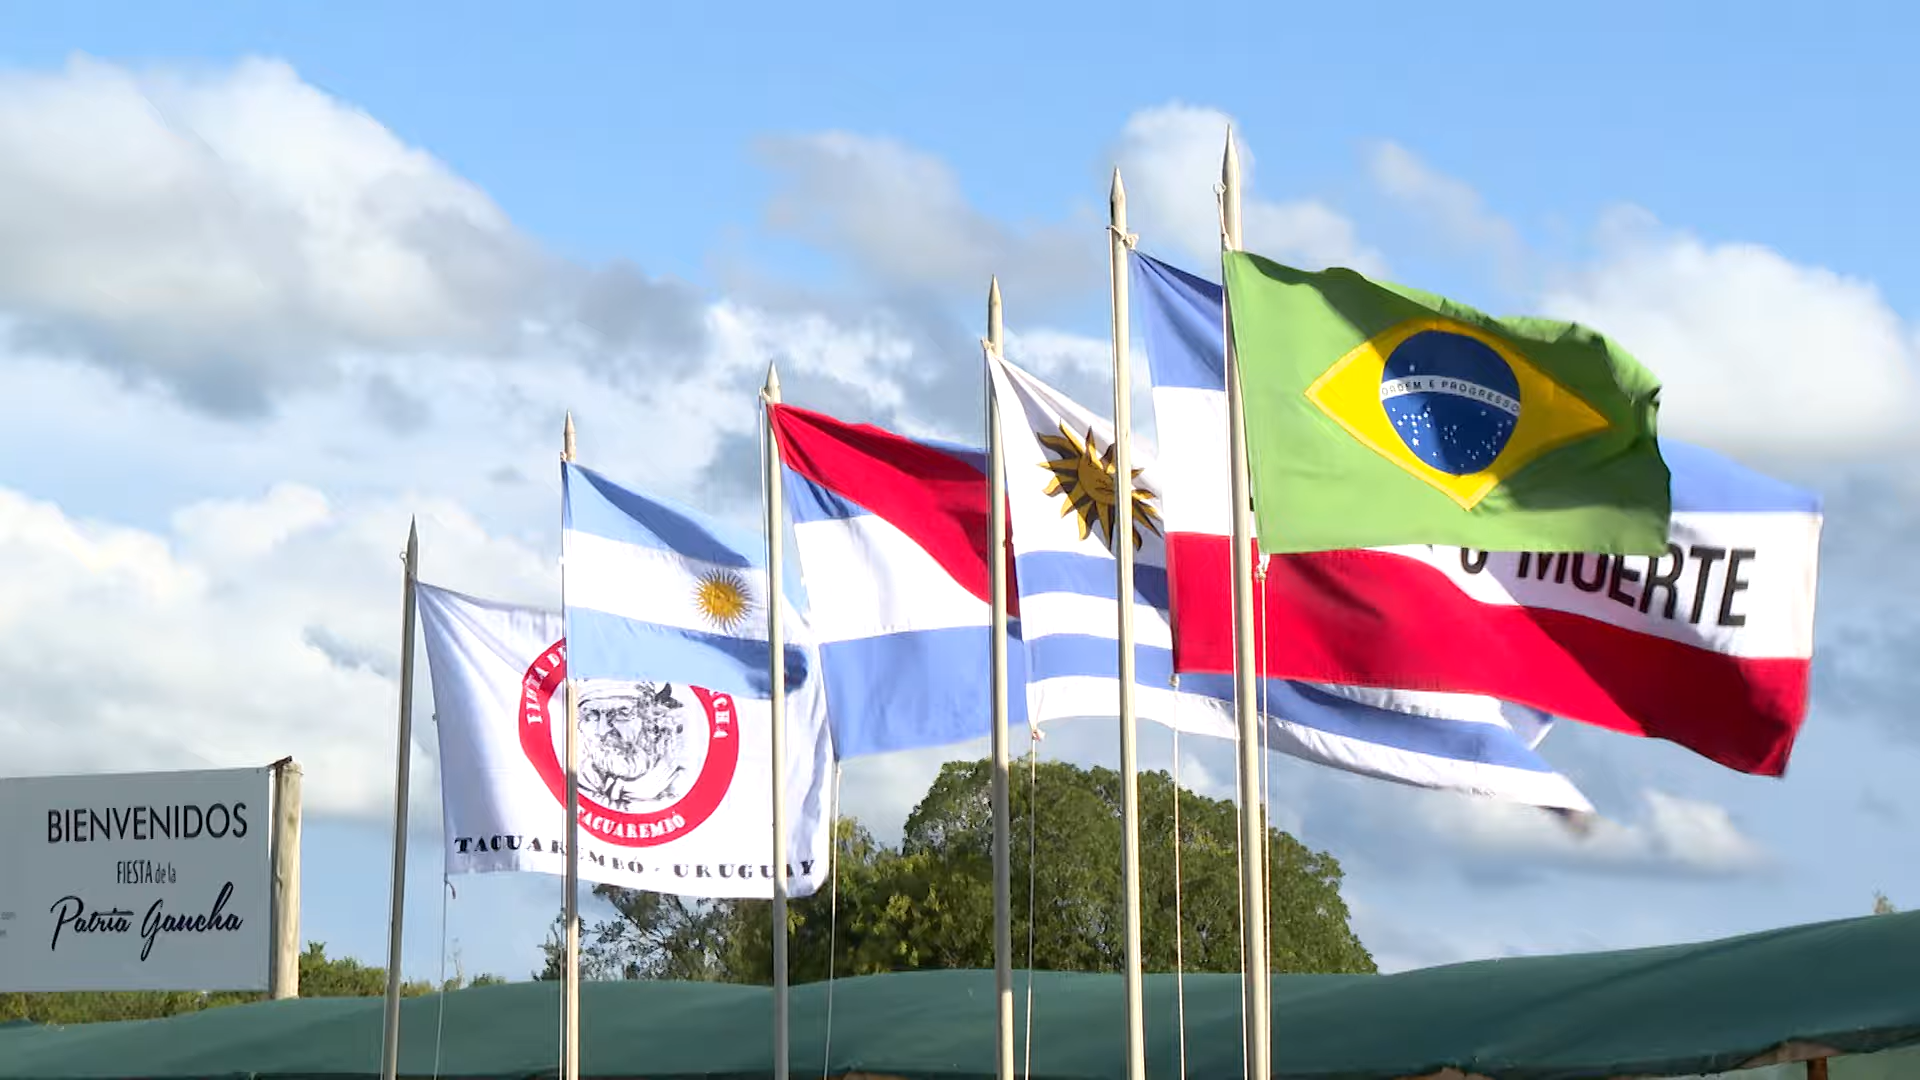 BIENVENIDOS
FIESTA de la
Patria Gaucha
TACUAREMBÓ
TACUAREMBÓ - URUGUAY
ORDEM E PROGRESSO
O MUERTE